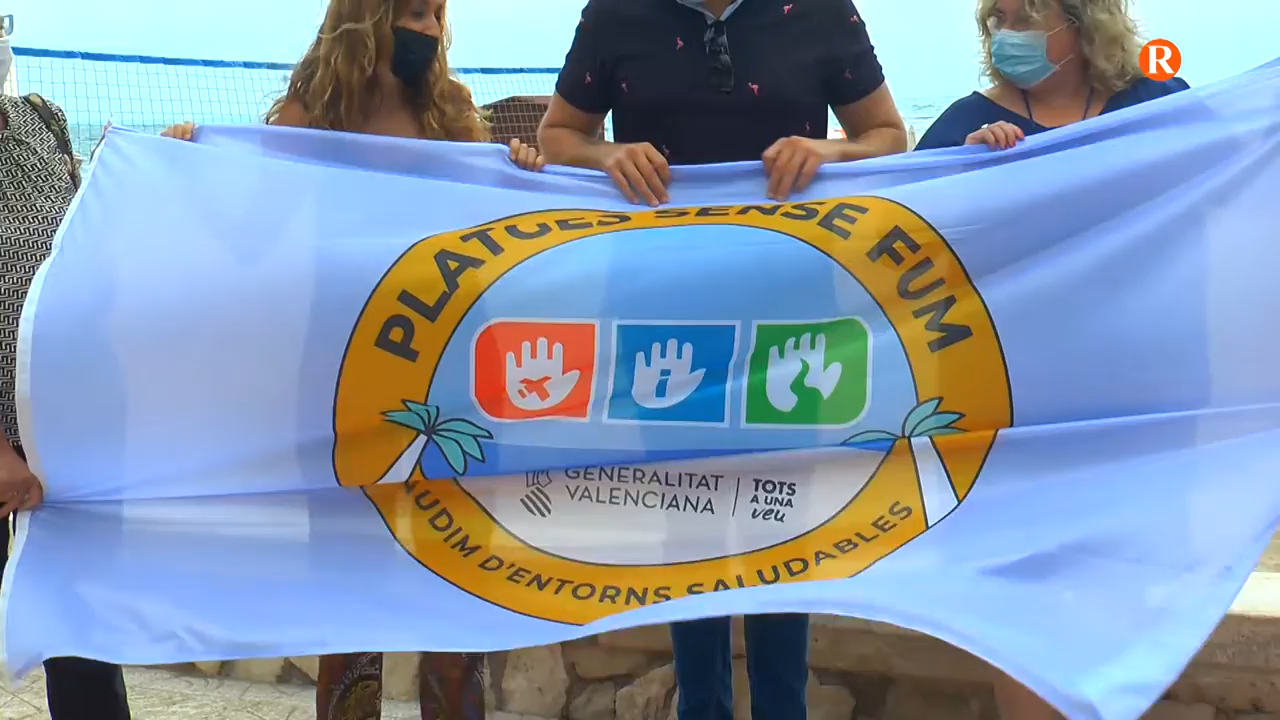 R
PLATGES SENSE FUM
GENERALITAT
VALENCIANA
TOTS
A UNA
veu
AUDIM D'ENTORNS SALUDABLES